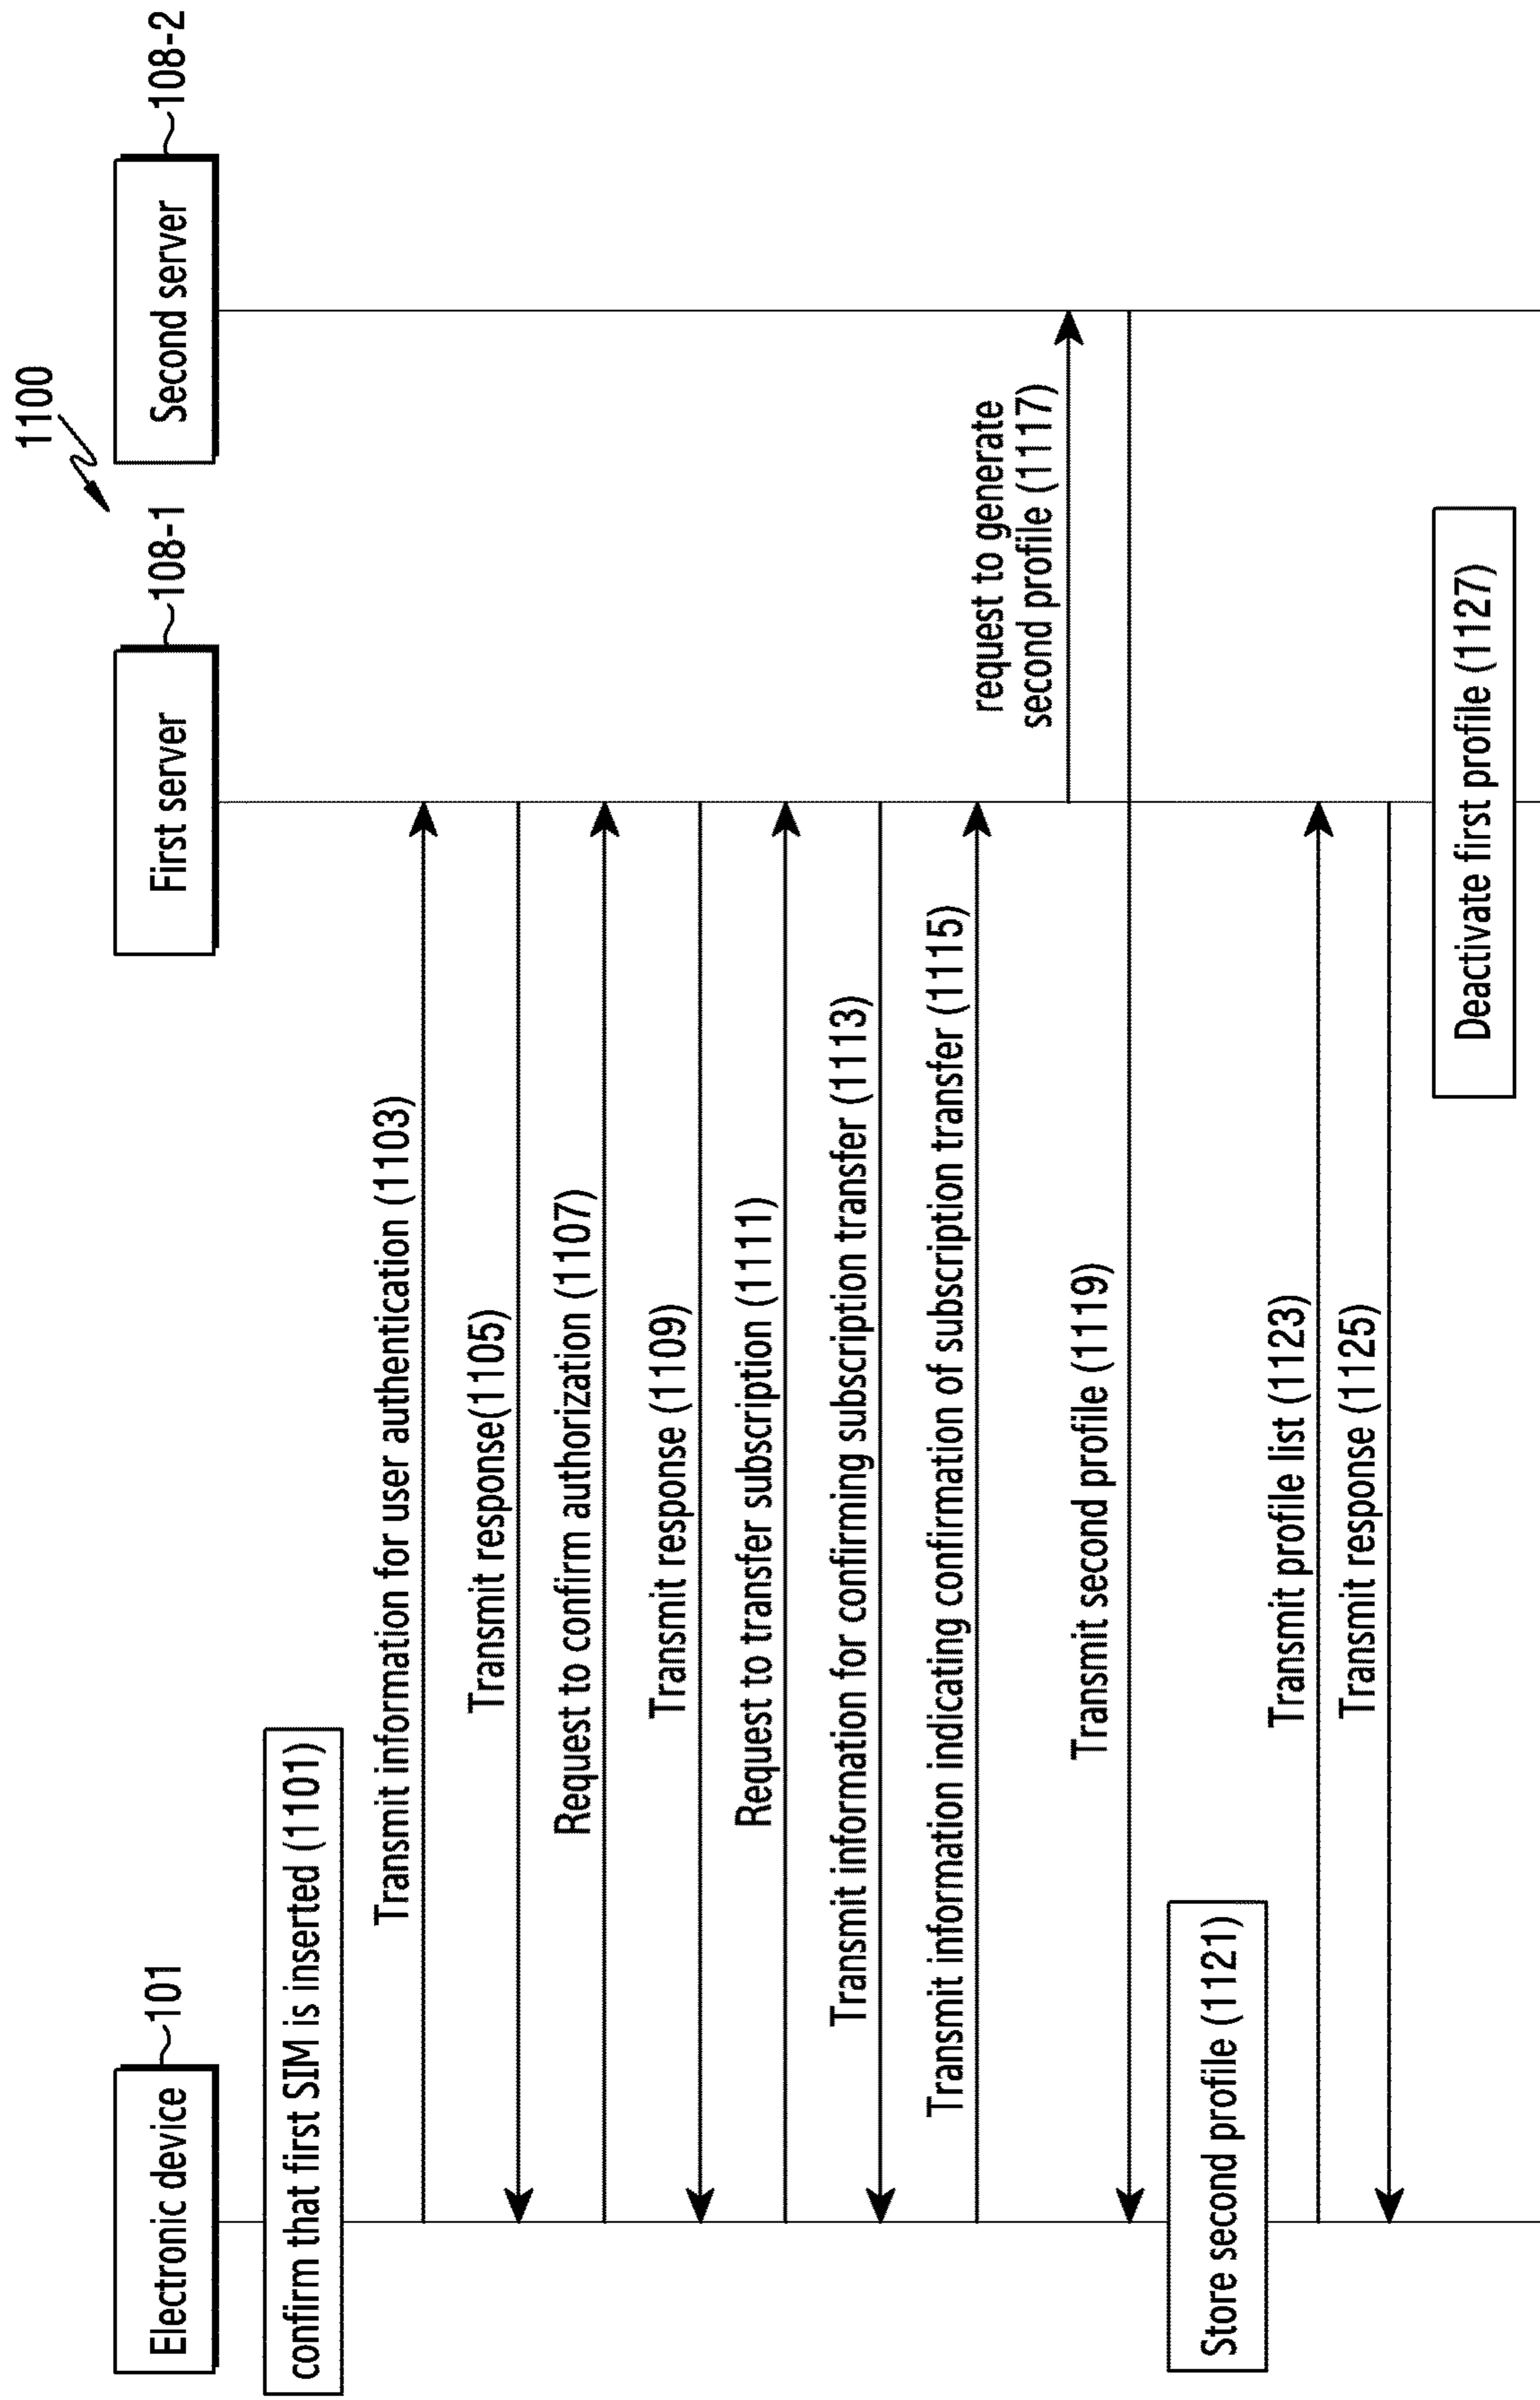 1100
Electronic device
101
First server
108-1
Second server
108-2
confirm that first SIM is inserted (1101)
Transmit information for user authentication (1103)
Transmit response(1105)
Request to confirm authorization (1107)
Transmit response (1109)
Request to transfer subscription (1111)
Transmit information for confirming subscription transfer (1113)
Transmit information indicating confirmation of subscription transfer (1115)
request to generate
second profile (1117)
Transmit second profile (1119)
Store second profile (1121)
Transmit profile list (1123)
Transmit response (1125)
Deactivate first profile (1127)